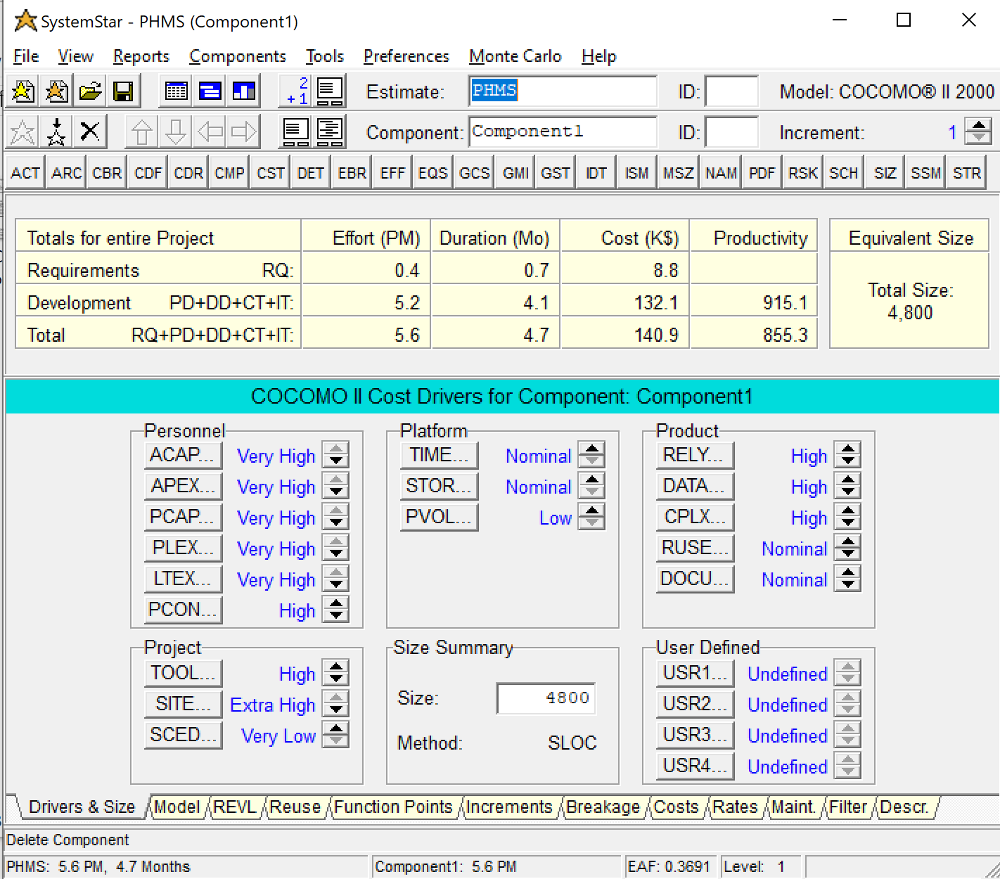 SystemStar - PHMS (Component1)
File View Reports Components Tools Preferences Monte Carlo Help
2
+1
Estimate: PHMS ID: Model: COCOMO® II 2000
Component: Component1 ID: Increment: 1
ACT ARC CBR CDF CDR CMP CST DET EBR EFF EQS GCS GMI GST IDT ISM MSZ NAM PDF RSK SCH SIZ SSM STR
Totals for entire Project Effort (PM) Duration (Mo) Cost (K$) Productivity Equivalent Size
Requirements RQ: 0.4 0.7 8.8
Development PD+DD+CT+IT: 5.2 4.1 132.1 915.1
Total RQ+PD+DD+CT+IT: 5.6 4.7 140.9 855.3
Total Size:
4,800
COCOMO II Cost Drivers for Component: Component1
Personnel
ACAP... Very High
APEX... Very High
PCAP... Very High
PLEX... Very High
LTEX... Very High
PCON... High
Platform
TIME... Nominal
STOR... Nominal
PVOL... Low
Product
RELY... High
DATA... High
CPLX... High
RUSE... Nominal
DOCU... Nominal
Project
TOOL... High
SITE... Extra High
SCED... Very Low
Size Summary
Size: 4800
Method: SLOC
User Defined
USR1... Undefined
USR2... Undefined
USR3... Undefined
USR4... Undefined
Drivers & Size Model REVL Reuse Function Points Increments Breakage Costs Rates Maint. Filter Descr.
Delete Component
PHMS: 5.6 PM, 4.7 Months Component1: 5.6 PM EAF: 0.3691 Level: 1